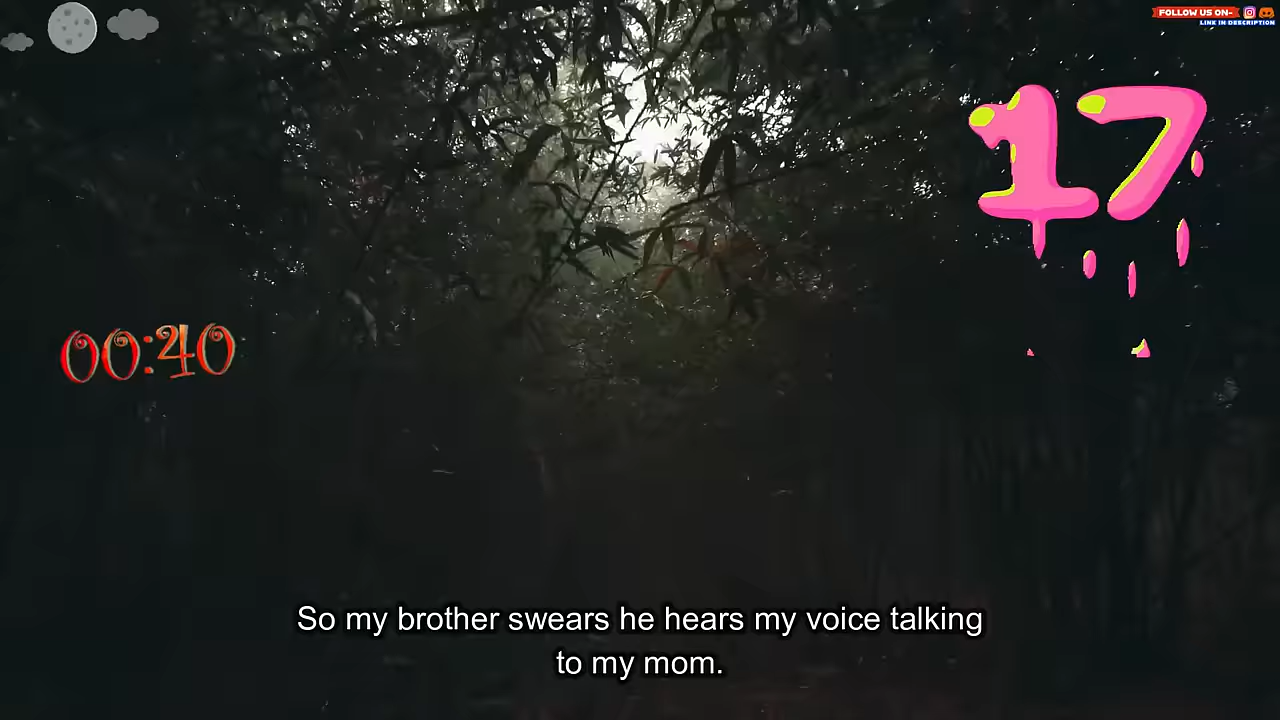 FOLLOW US ON-
LINK IN DESCRIPTION
17
00:40
So my brother swears he hears my voice talking
to my mom.